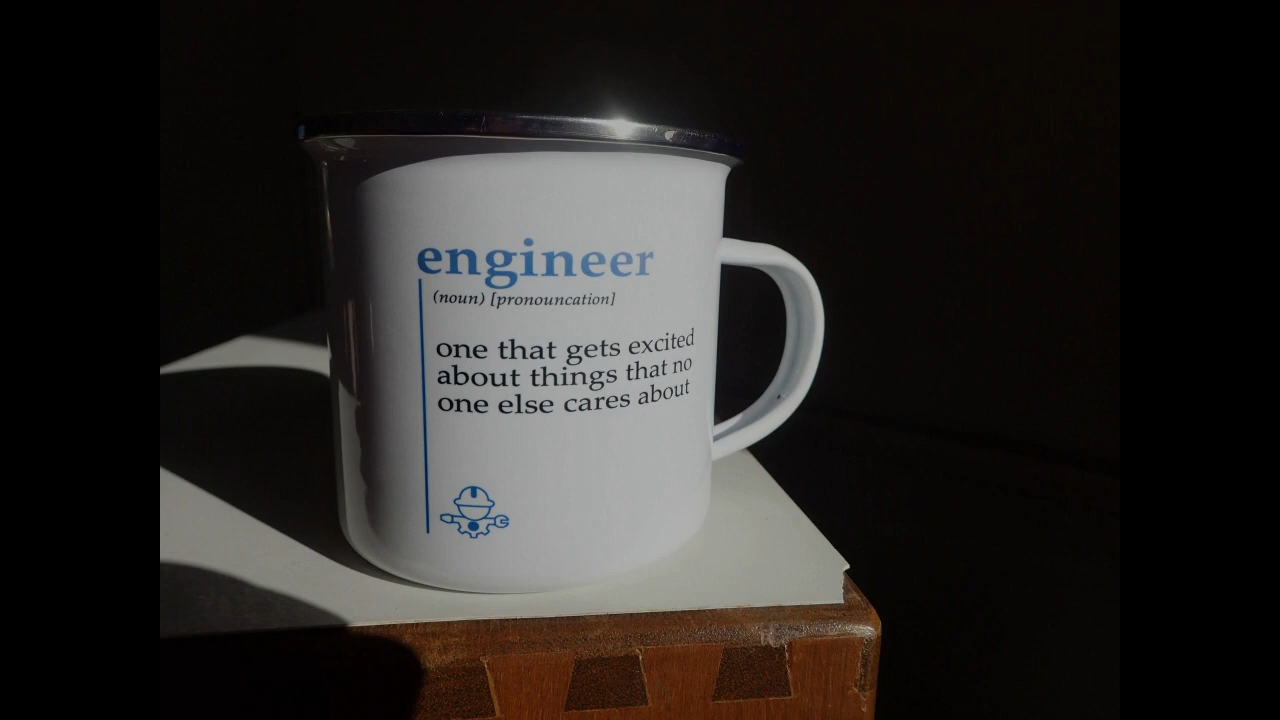 engineer
(noun) [pronouncation]
one that gets excited
about things that no
one else cares about